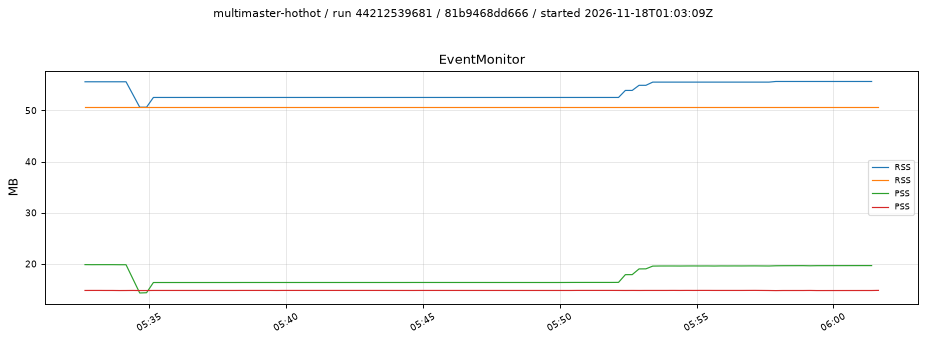 multimaster-hothot / run 44212539681 / 81b9468dd666 / started 2026-11-18T01:03:09Z
EventMonitor
MB
50
40
30
20
RSS
RSS
PSS
PSS
05:35
05:40
05:45
05:50
05:55
06:00